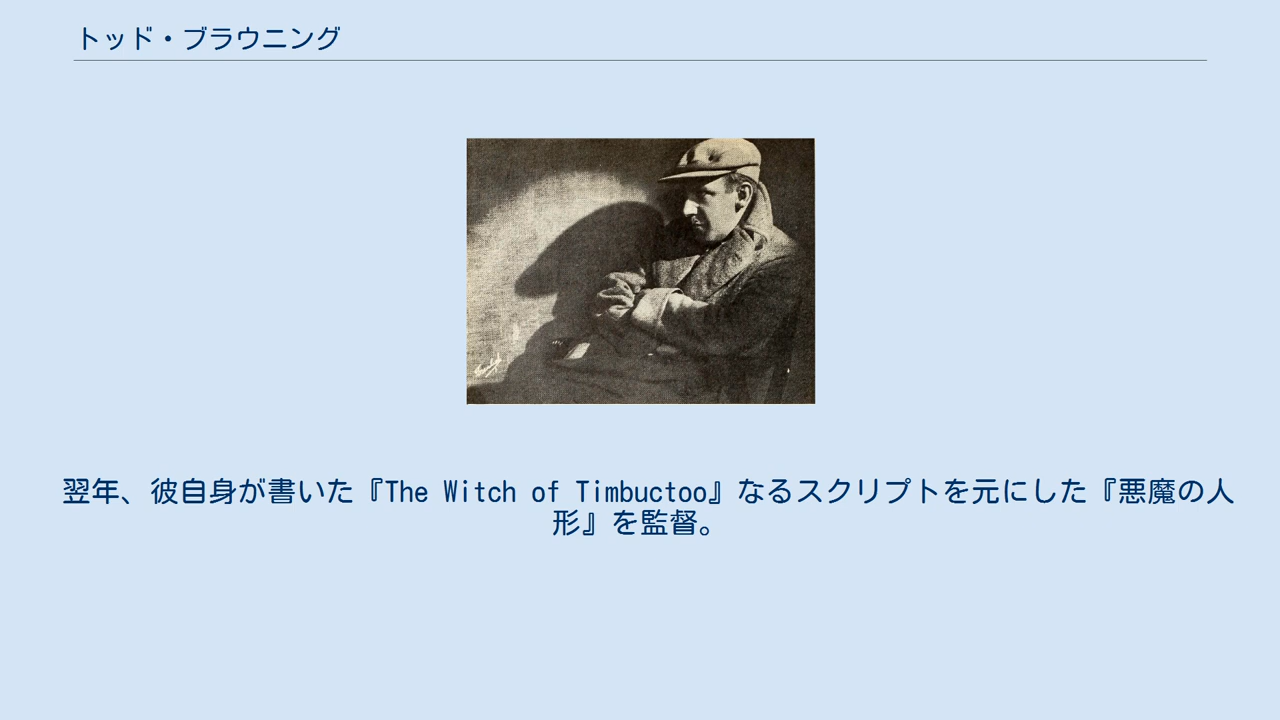 トッド・ブラウニング
翌年、彼自身が書いた『The Witch of Timbuctoo』なるスクリプトを元にした『悪魔の人
形』を監督。